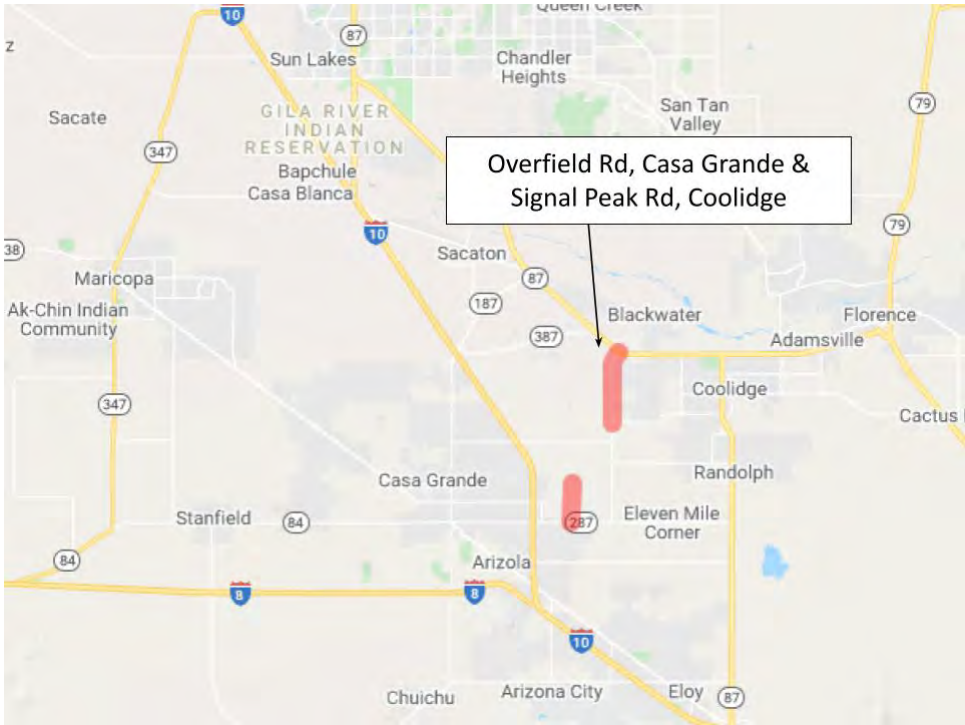 Queen Creek
10
87
Sun Lakes
Z
Chandler
Heights
79
San Tan
Valley
GILA RIVER
INDIAN
RESERVATION
Sacate
347
Bapchule
Casa Blanca
Overfield Rd, Casa Grande &
Signal Peak Rd, Coolidge
10
79
38
Sacaton
Maricopa
87
187
Ak-Chin Indian
Community
Blackwater
Florence
387
Adamsville
Coolidge
347
Cactus
Casa Grande
Randolph
Stanfield
84
287
Eleven Mile
Corner
84
Arizola
8
8
10
Chuichu
Arizona City
Eloy
87